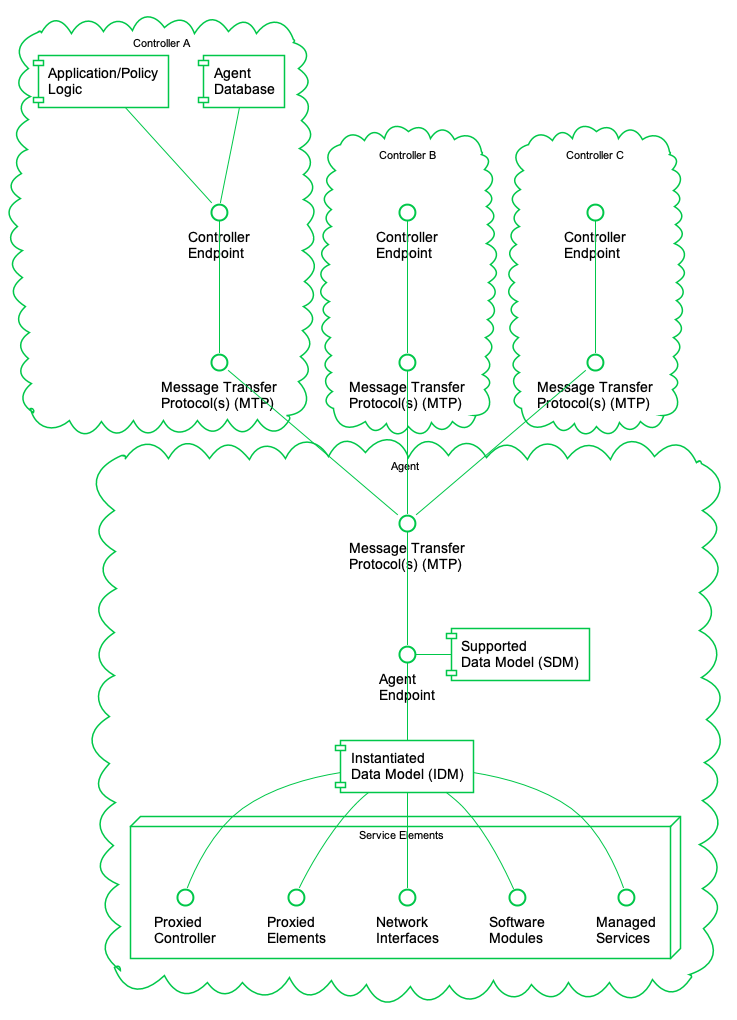 Controller A
Application/Policy
Logic
Agent
Database
Controller
Endpoint
Message Transfer
Protocol(s) (MTP)
Controller B
Controller
Endpoint
Message Transfer
Protocol(s) (MTP)
Controller C
Controller
Endpoint
Message Transfer
Protocol(s) (MTP)
Agent
Message Transfer
Protocol(s) (MTP)
Supported
Data Model (SDM)
Agent
Endpoint
Instantiated
Data Model (IDM)
Service Elements
Proxied
Controller
Proxied
Elements
Network
Interfaces
Software
Modules
Managed
Services